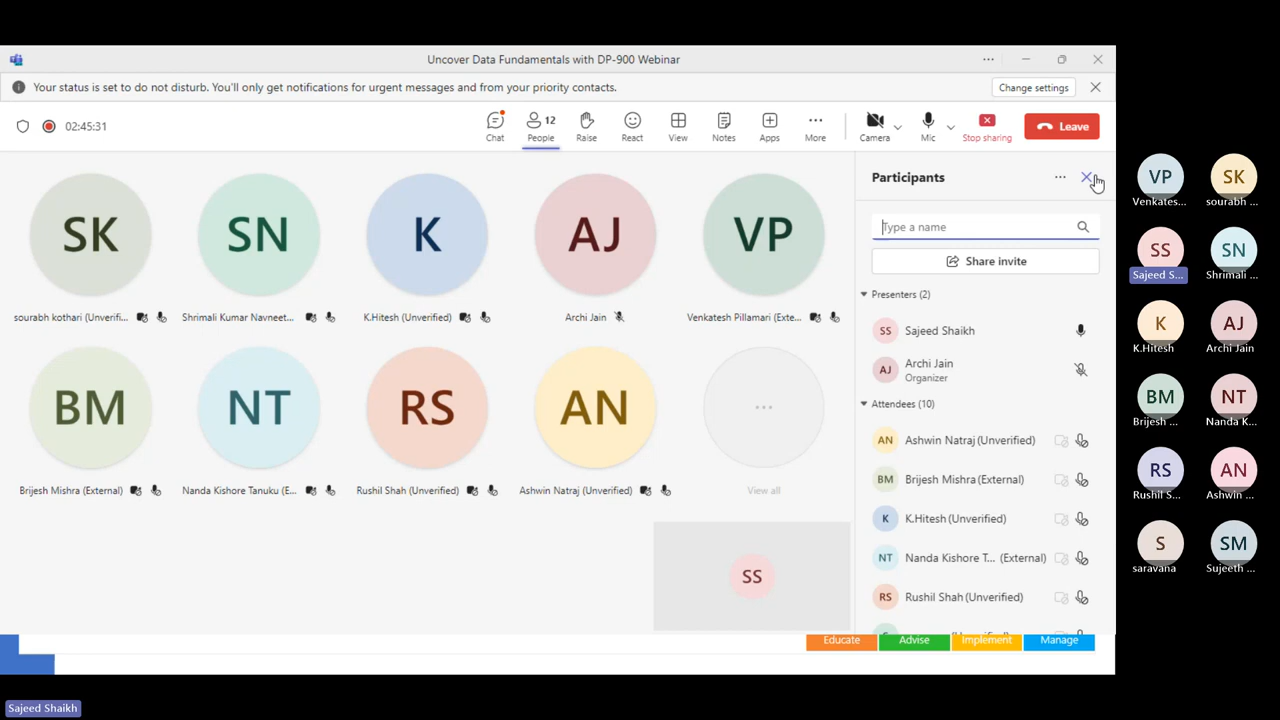 Uncover Data Fundamentals with DP-900 Webinar
Your status is set to do not disturb. You'll only get notifications for urgent messages and from your priority contacts.
Change settings
02:45:31
Chat
12
People
Raise
React
View
Notes
Apps
More
Camera
Mic
Stop sharing
Leave
SK
SN
K
AJ
VP
sourabh kothari (Unverifi...
Shrimali Kumar Navneet...
K.Hitesh (Unverified)
Archi Jain
Venkatesh Pillamari (Exte...
BM
NT
RS
AN
...
Brijesh Mishra (External)
Nanda Kishore Tanuku (E...
Rushil Shah (Unverified)
Ashwin Natraj (Unverified)
View all
SS
Participants
Type a name
Share invite
Presenters (2)
SS Sajeed Shaikh
AJ Archi Jain
Organizer
Attendees (10)
AN Ashwin Natraj (Unverified)
BM Brijesh Mishra (External)
K K.Hitesh (Unverified)
NT Nanda Kishore T... (External)
RS Rushil Shah (Unverified)
Educate
Advise
Implement
Manage
VP
SK
Venkates...
sourabh ...
SS
SN
Sajeed S...
Shrimali ...
K
AJ
K.Hitesh
Archi Jain
BM
NT
Brijesh ...
Nanda K...
RS
AN
Rushil S...
Ashwin ...
S
SM
saravana
Sujeeth ...
Sajeed Shaikh